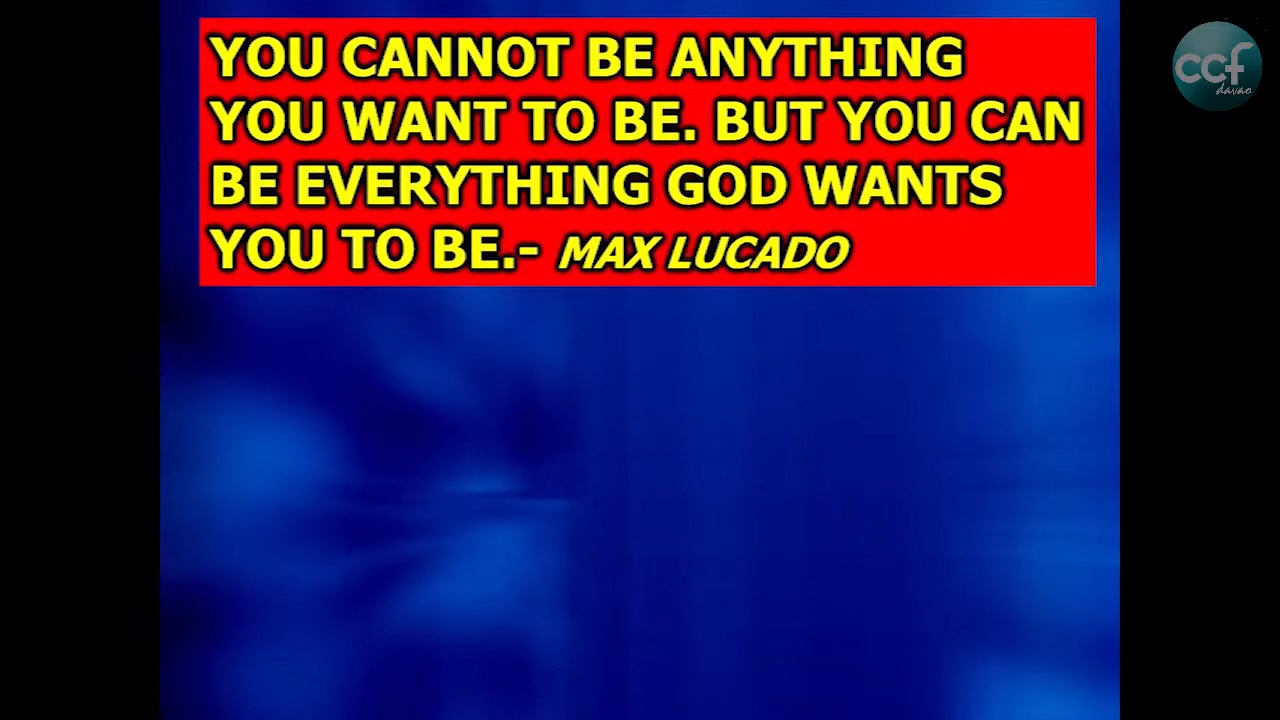 YOU CANNOT BE ANYTHING
YOU WANT TO BE. BUT YOU CAN
BE EVERYTHING GOD WANTS
YOU TO BE.- MAX LUCADO
ccf
davao